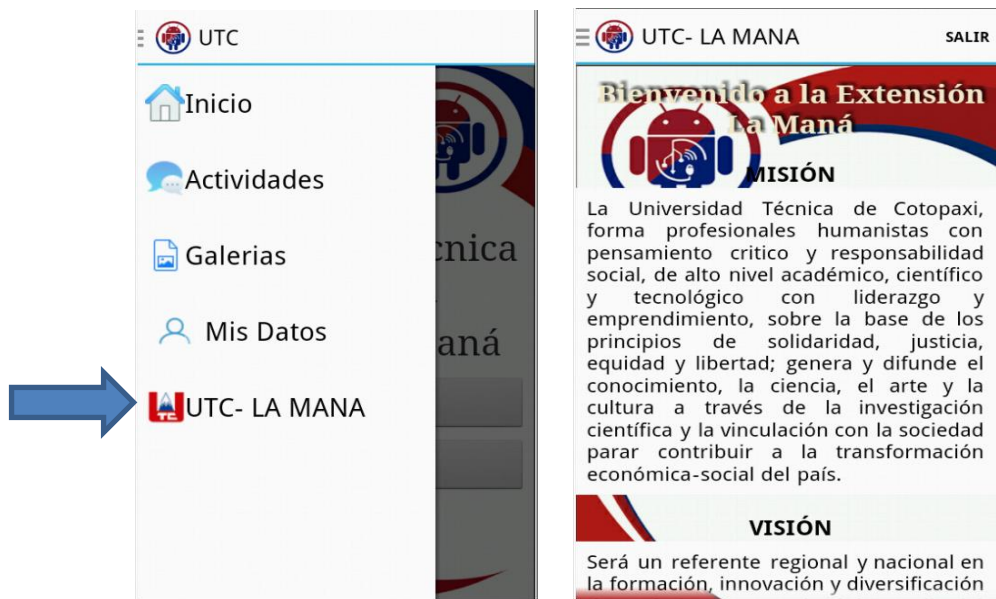 UTC
Inicio
Actividades
Galerias
Mis Datos
UTC- LA MANA
cnica
aná
UTC- LA MANA
SALIR
Bienvenido a la Extensión
La Maná
MISIÓN
La Universidad Técnica de Cotopaxi,
forma profesionales humanistas con
pensamiento critico y responsabilidad
social, de alto nivel académico, científico
y tecnológico con liderazgo y
emprendimiento, sobre la base de los
principios de solidaridad, justicia,
equidad y libertad; genera y difunde el
conocimiento, la ciencia, el arte y la
cultura a través de la investigación
científica y la vinculación con la sociedad
parar contribuir a la transformación
económica-social del país.
VISIÓN
Será un referente regional y nacional en
la formación, innovación y diversificación